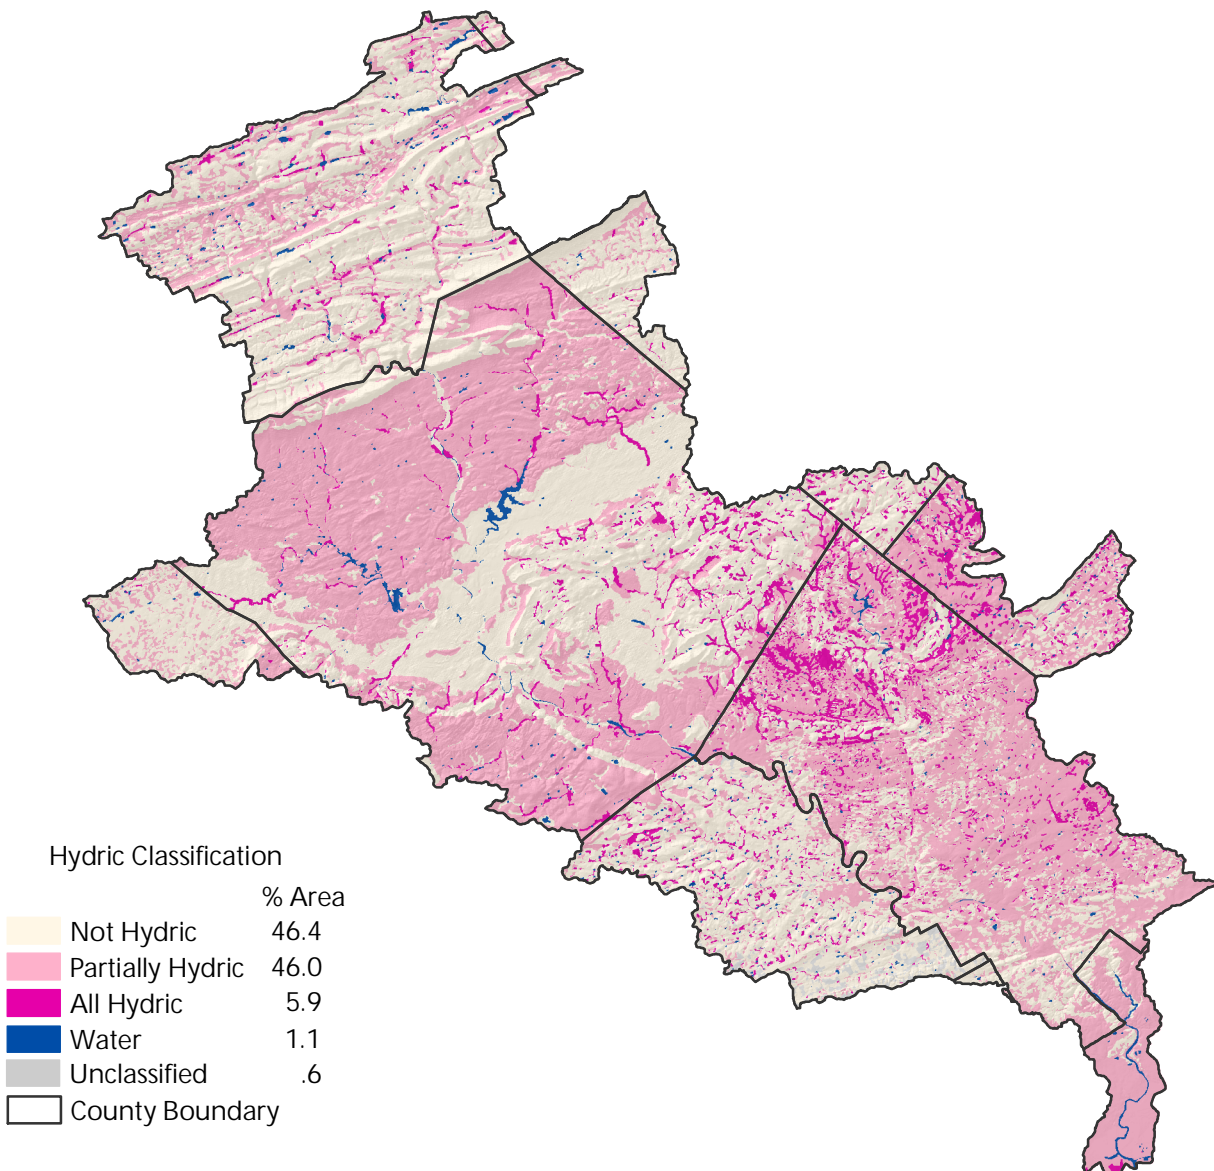 Hydric Classification
% Area
Not Hydric 46.4
Partially Hydric 46.0
All Hydric 5.9
Water 1.1
Unclassified .6
County Boundary